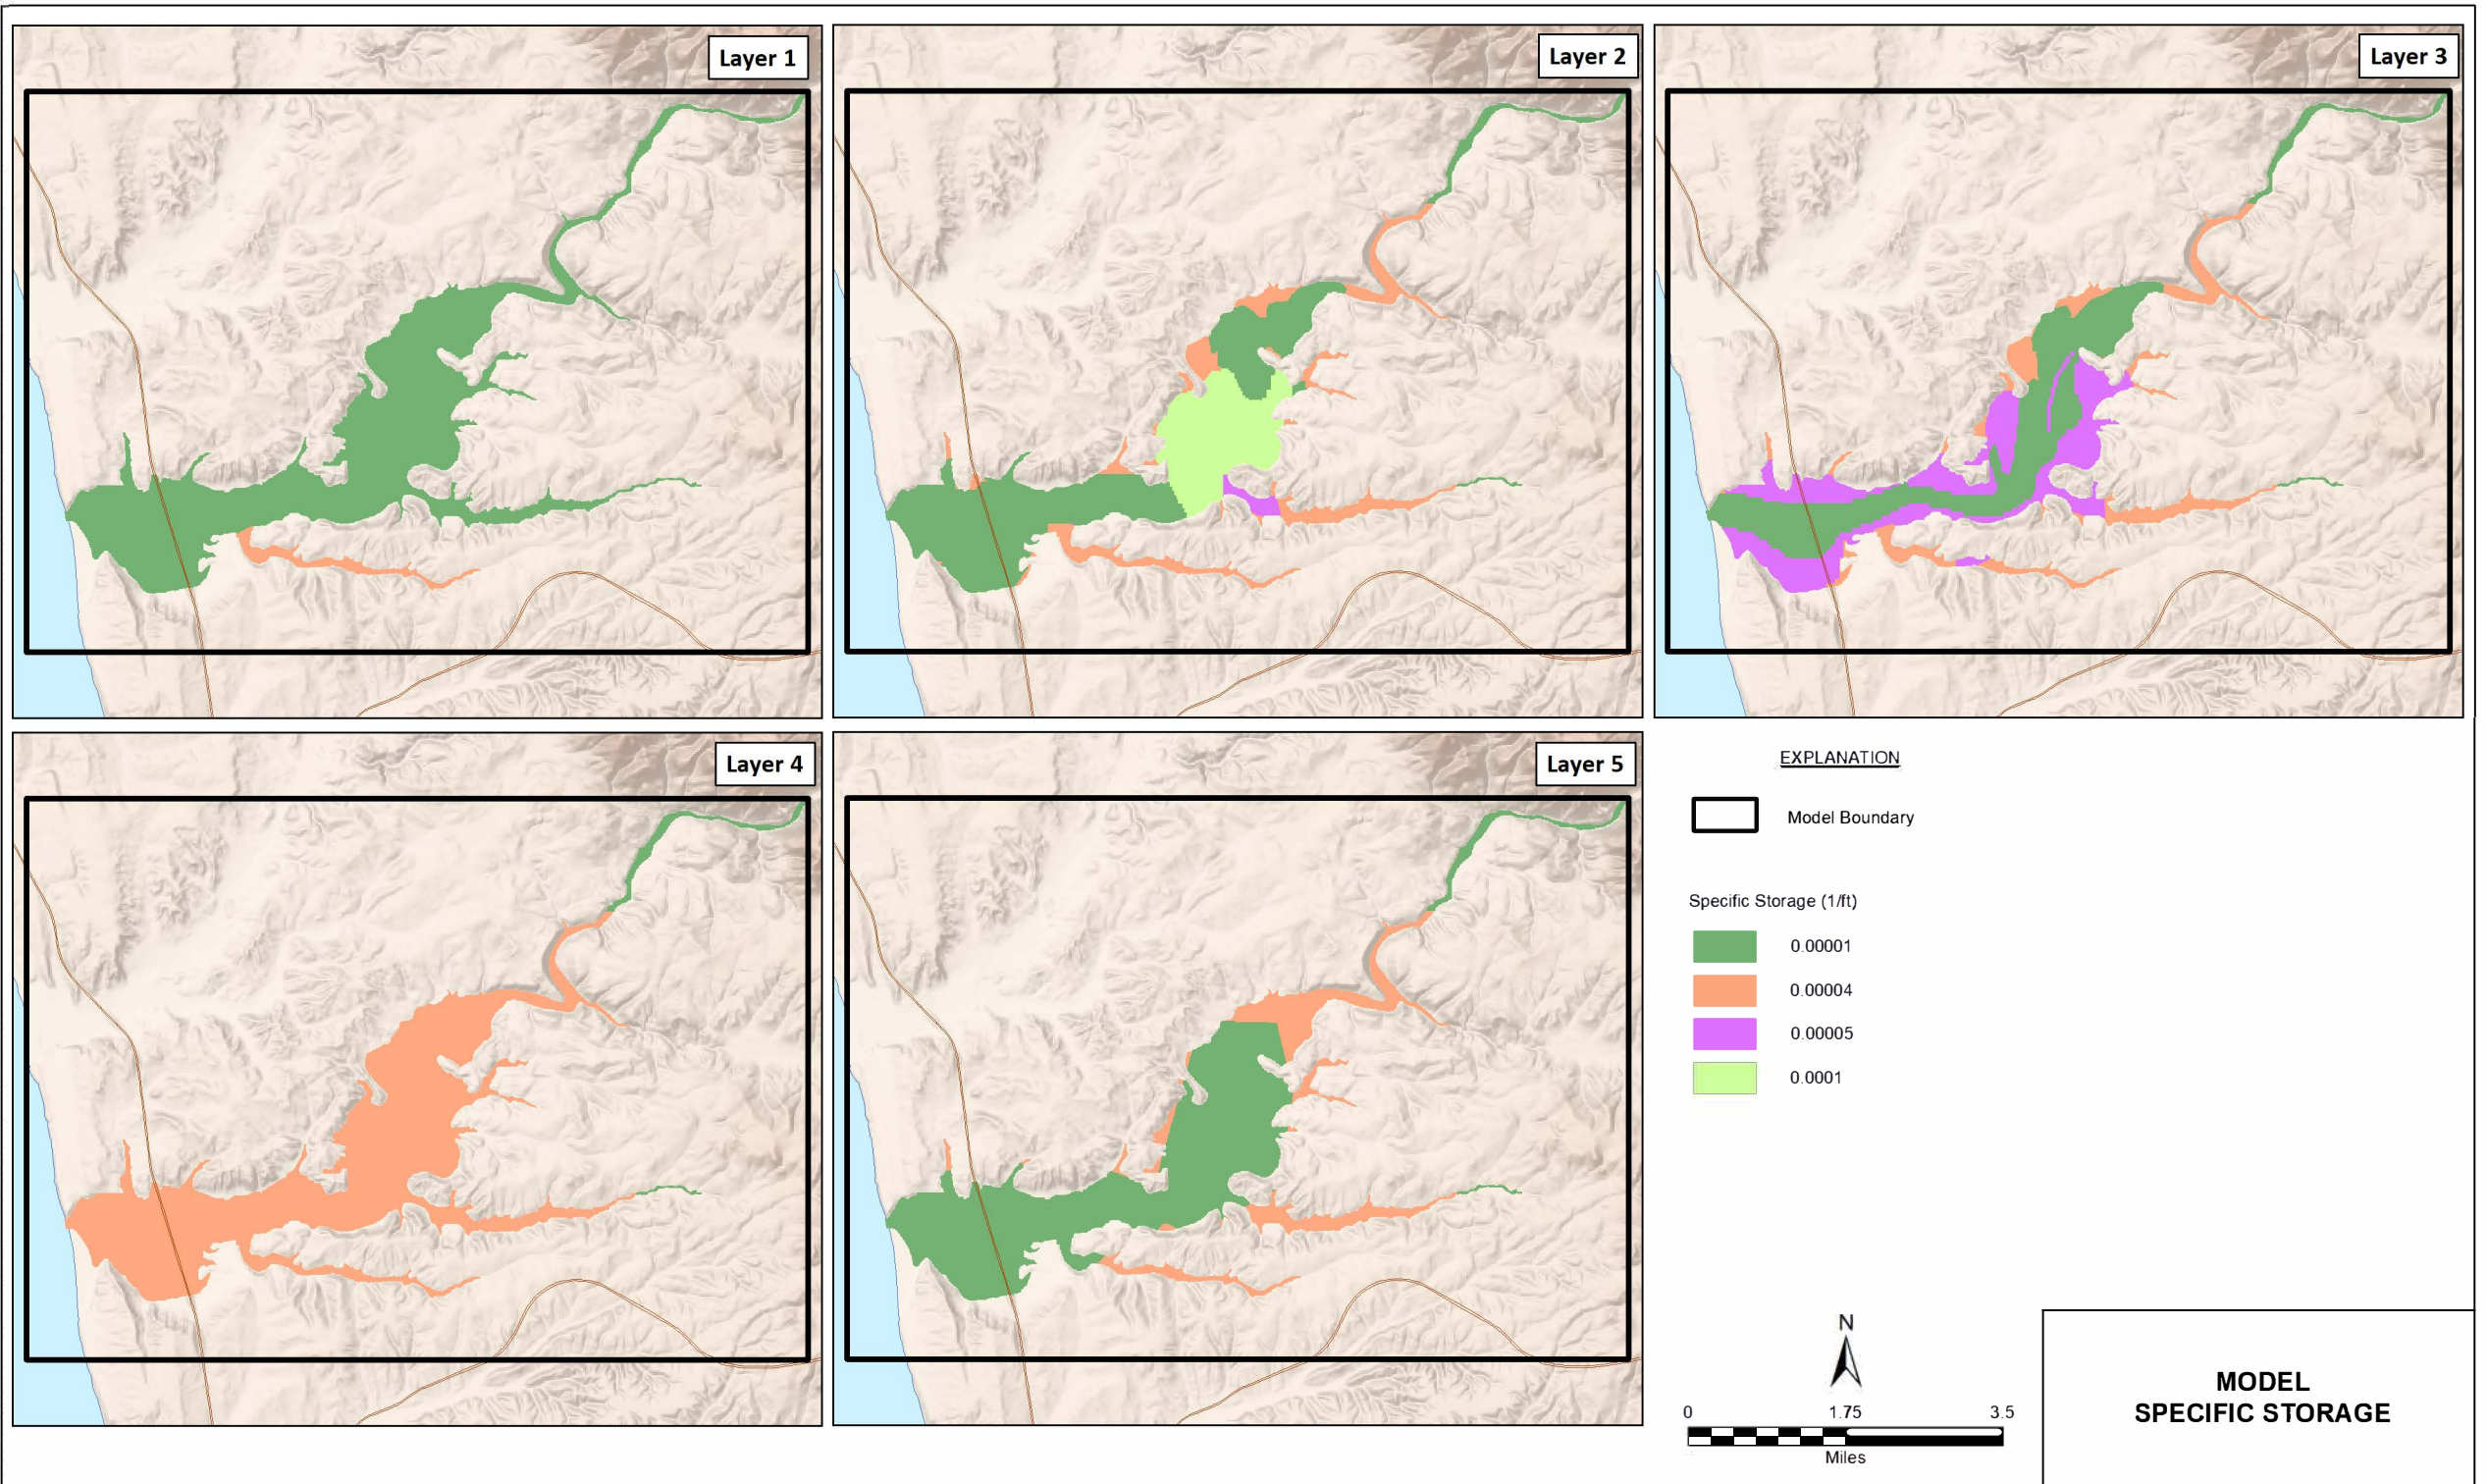 Layer 1
Layer 2
Layer 3
Layer 4
Layer 5
EXPLANATION
Model Boundary
Specific Storage (1/ft)
0.00001
0.00004
0.00005
0.0001
N
0 1.75 3.5
Miles
MODEL
SPECIFIC STORAGE